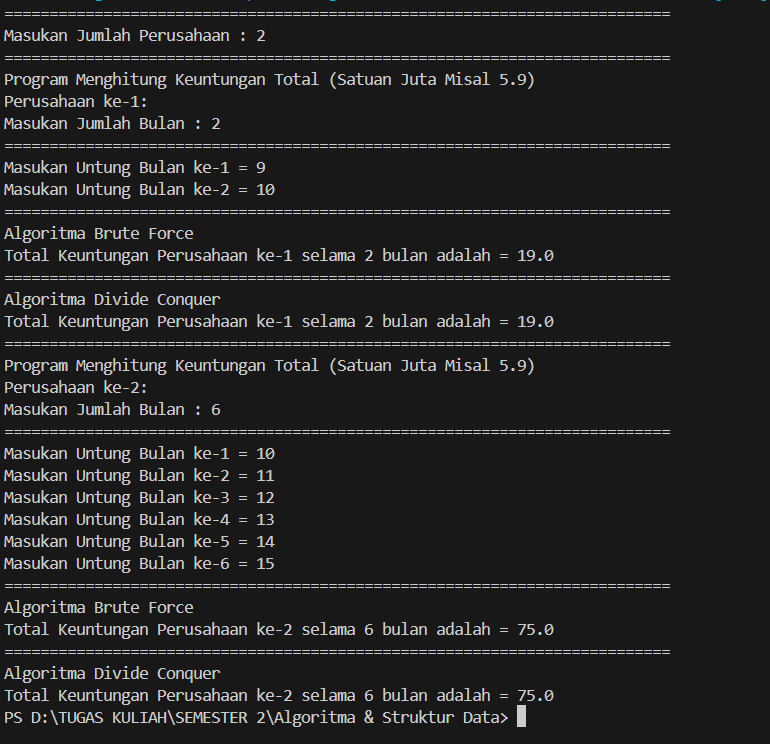 ==========================================================================
Masukan Jumlah Perusahaan : 2
==========================================================================
Program Menghitung Keuntungan Total (Satuan Juta Misal 5.9)
Perusahaan ke-1:
Masukan Jumlah Bulan : 2
==========================================================================
Masukan Untung Bulan ke-1 = 9
Masukan Untung Bulan ke-2 = 10
==========================================================================
Algoritma Brute Force
Total Keuntungan Perusahaan ke-1 selama 2 bulan adalah = 19.0
==========================================================================
Algoritma Divide Conquer
Total Keuntungan Perusahaan ke-1 selama 2 bulan adalah = 19.0
==========================================================================
Program Menghitung Keuntungan Total (Satuan Juta Misal 5.9)
Perusahaan ke-2:
Masukan Jumlah Bulan : 6
==========================================================================
Masukan Untung Bulan ke-1 = 10
Masukan Untung Bulan ke-2 = 11
Masukan Untung Bulan ke-3 = 12
Masukan Untung Bulan ke-4 = 13
Masukan Untung Bulan ke-5 = 14
Masukan Untung Bulan ke-6 = 15
==========================================================================
Algoritma Brute Force
Total Keuntungan Perusahaan ke-2 selama 6 bulan adalah = 75.0
==========================================================================
Algoritma Divide Conquer
Total Keuntungan Perusahaan ke-2 selama 6 bulan adalah = 75.0
PS D:\TUGAS KULIAH\SEMESTER 2\Algoritma & Struktur Data>